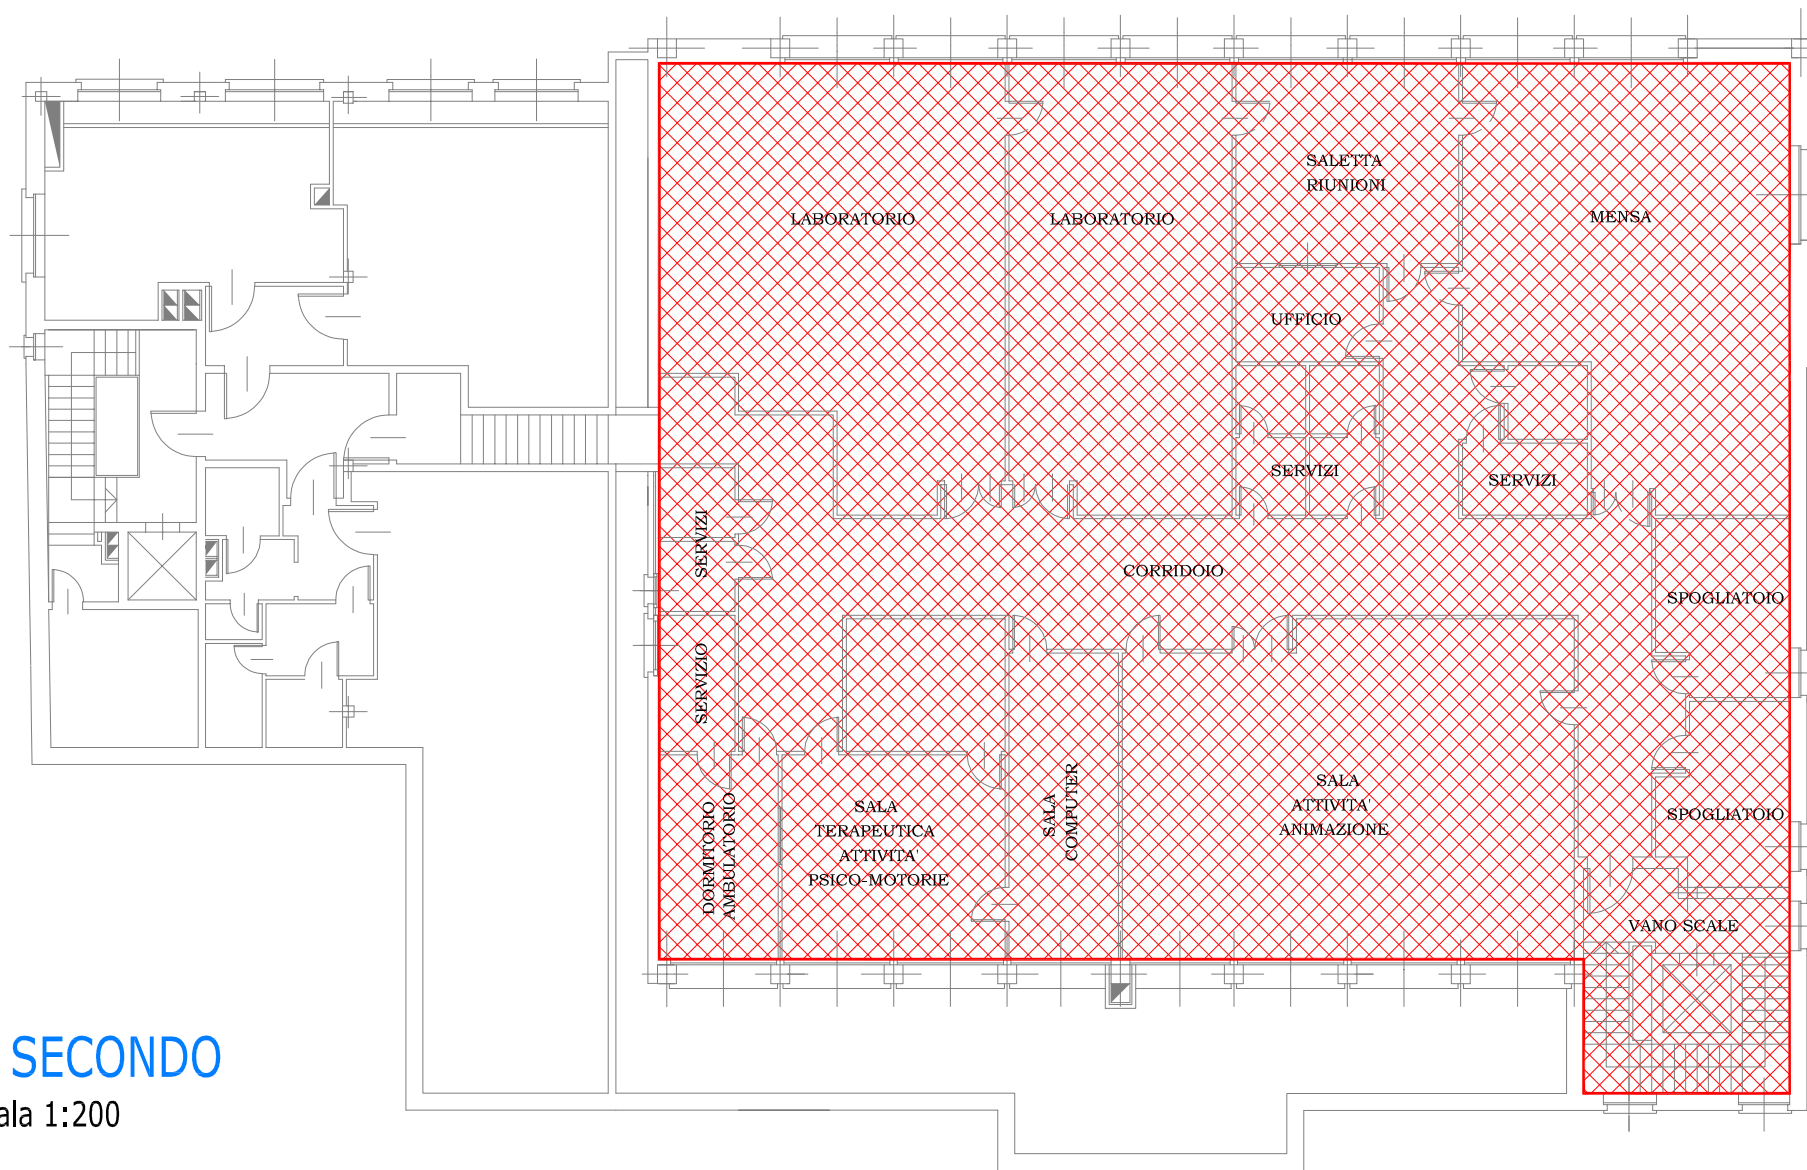 SALETTA
RIUNIONI
LABORATORIO
LABORATORIO
MENSA
UFFICIO
SERVIZI
SERVIZI
SERVIZI
CORRIDOIO
SPOGLIATOIO
SERVIZIO
SALA
COMPUTER
SALA
ATTIVITA'
ANIMAZIONE
SALA
TERAPEUTICA
ATTIVITA'
PSICO-MOTORIE
DORMITORIO
AMBULATORIO
SPOGLIATOIO
VANO SCALE
SECONDO
ala 1:200